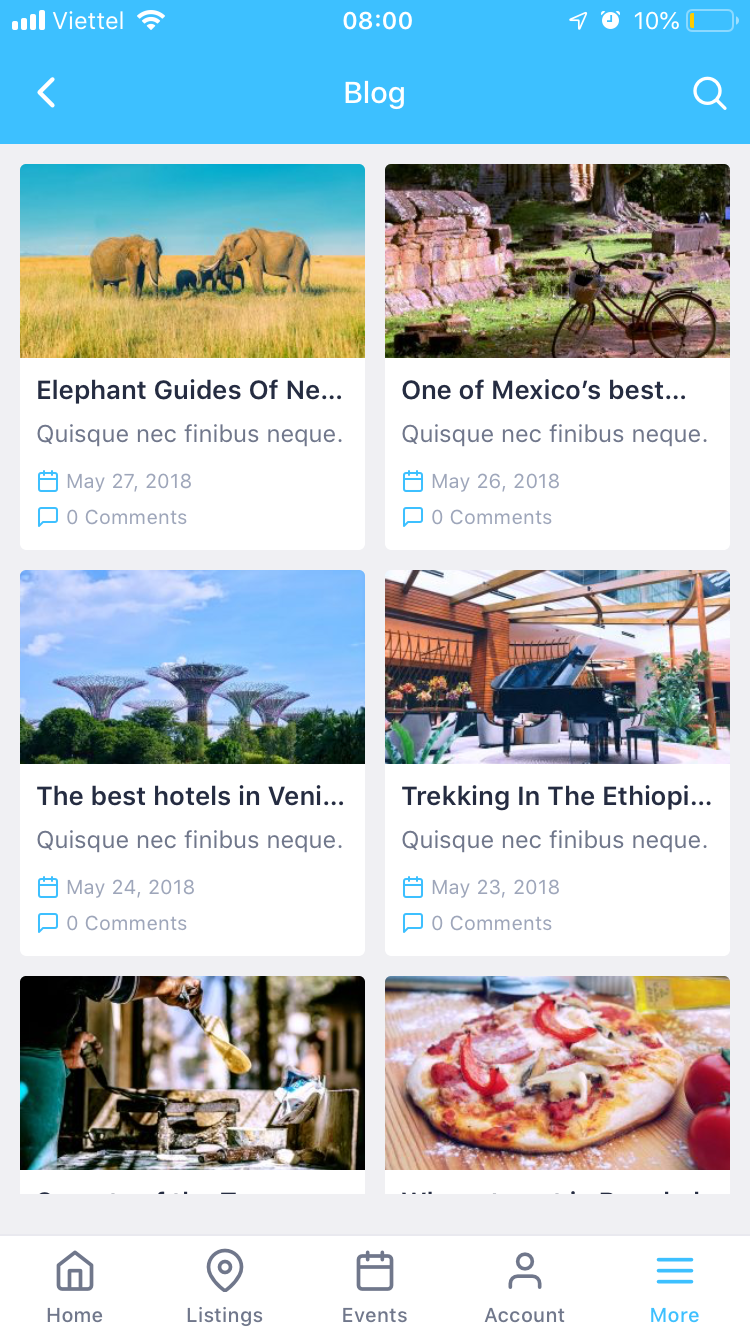 Viettel 08:00 10%
Blog
Elephant Guides Of Ne...
Quisque nec finibus neque.
May 27, 2018
0 Comments
One of Mexico’s best...
Quisque nec finibus neque.
May 26, 2018
0 Comments
The best hotels in Veni...
Quisque nec finibus neque.
May 24, 2018
0 Comments
Trekking In The Ethiopi...
Quisque nec finibus neque.
May 23, 2018
0 Comments
Home Listings Events Account More